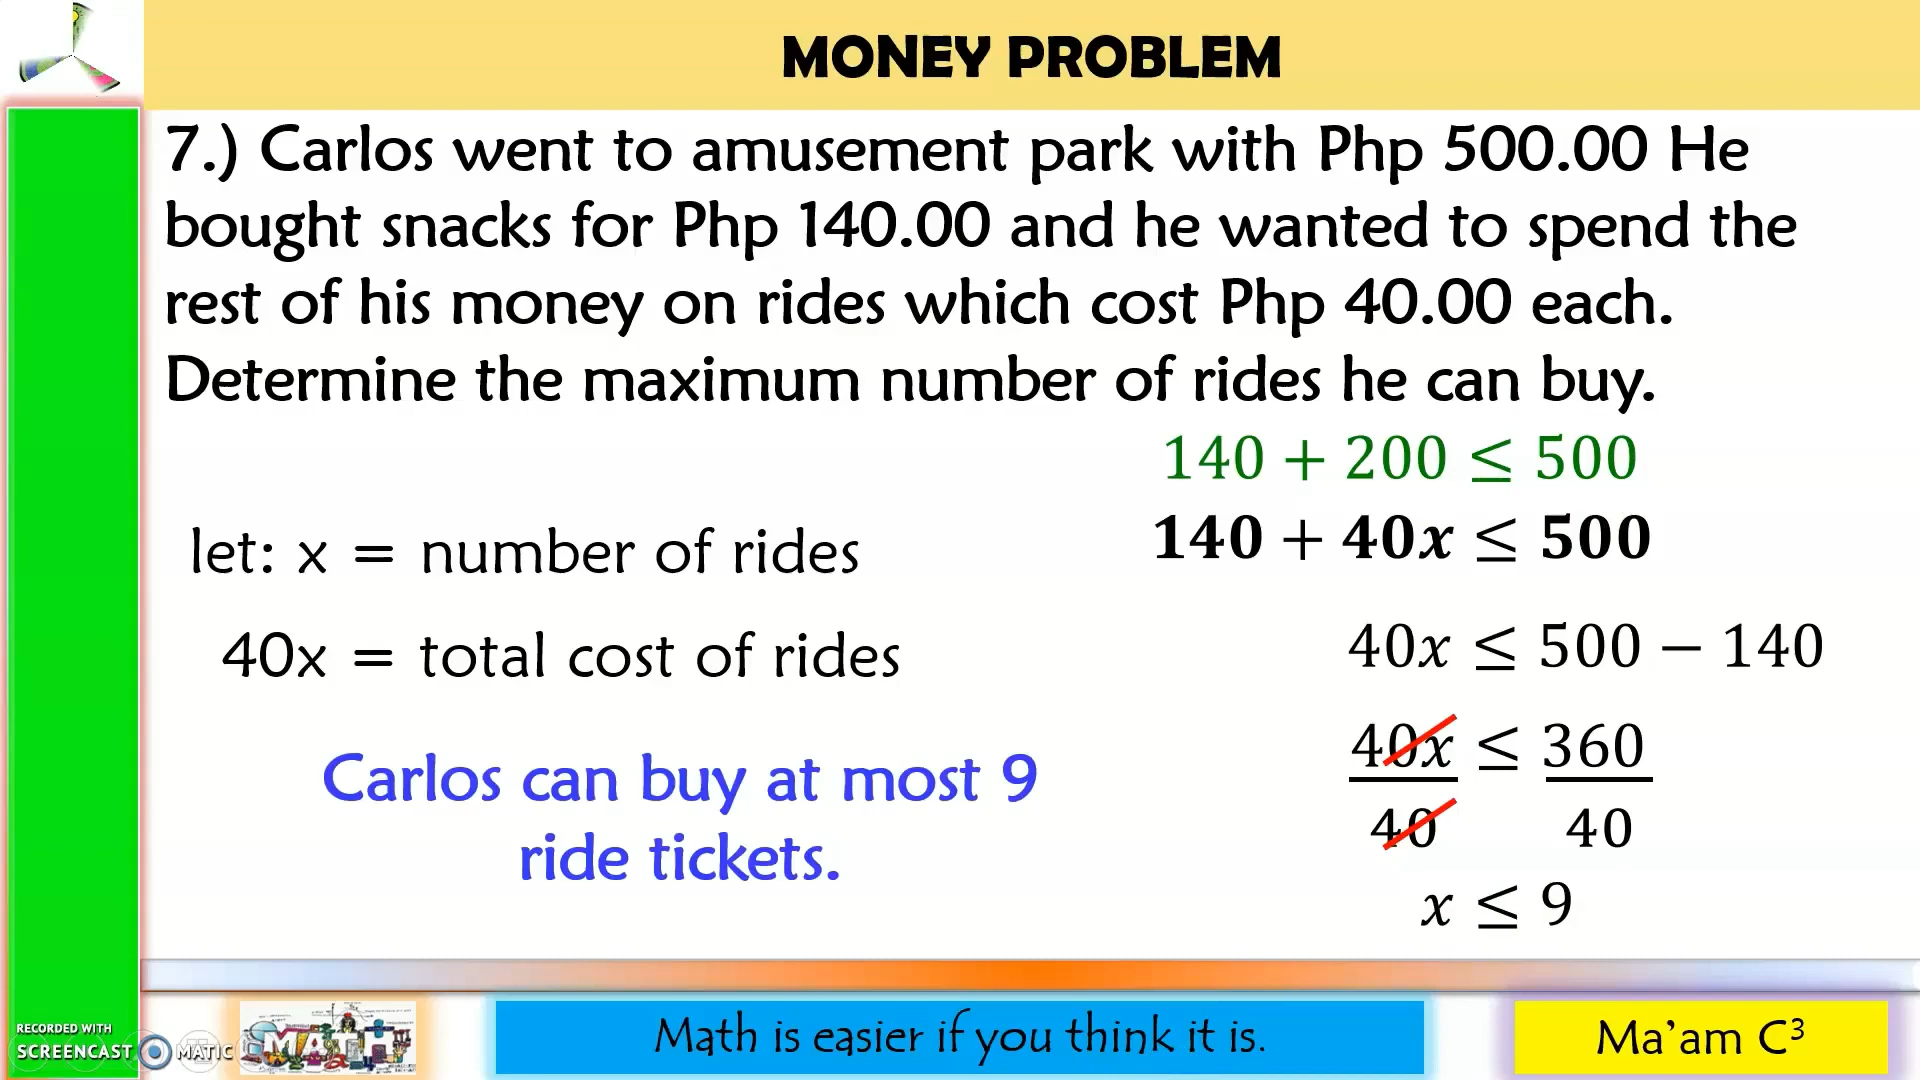 MONEY PROBLEM
7.) Carlos went to amusement park with Php 500.00 He
bought snacks for Php 140.00 and he wanted to spend the
rest of his money on rides which cost Php 40.00 each.
Determine the maximum number of rides he can buy.
140 + 200 ≤ 500
140 + 40x ≤ 500
let: x = number of rides
40x ≤ 500 − 140
40x = total cost of rides
40x ≤ 360
40 40
x ≤ 9
Carlos can buy at most 9
ride tickets.
RECORDED WITH
SCREENCAST MATIC
MATH
Math is easier if you think it is.
Ma'am C³